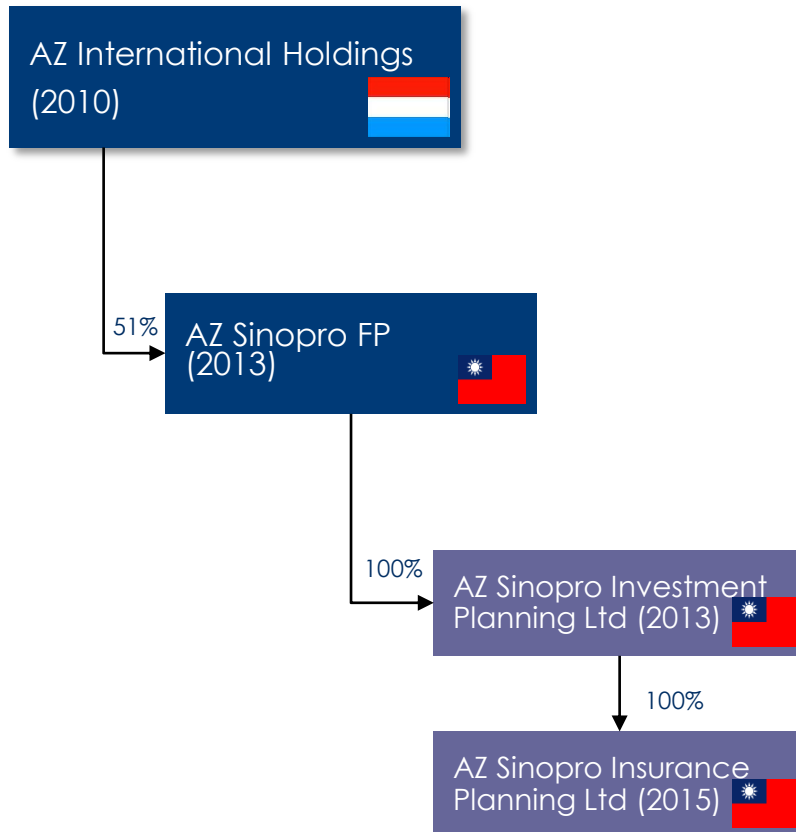 AZ International Holdings
(2010)
51%
AZ Sinopro FP
(2013)
100%
AZ Sinopro Investment
Planning Ltd (2013)
100%
AZ Sinopro Insurance
Planning Ltd (2015)